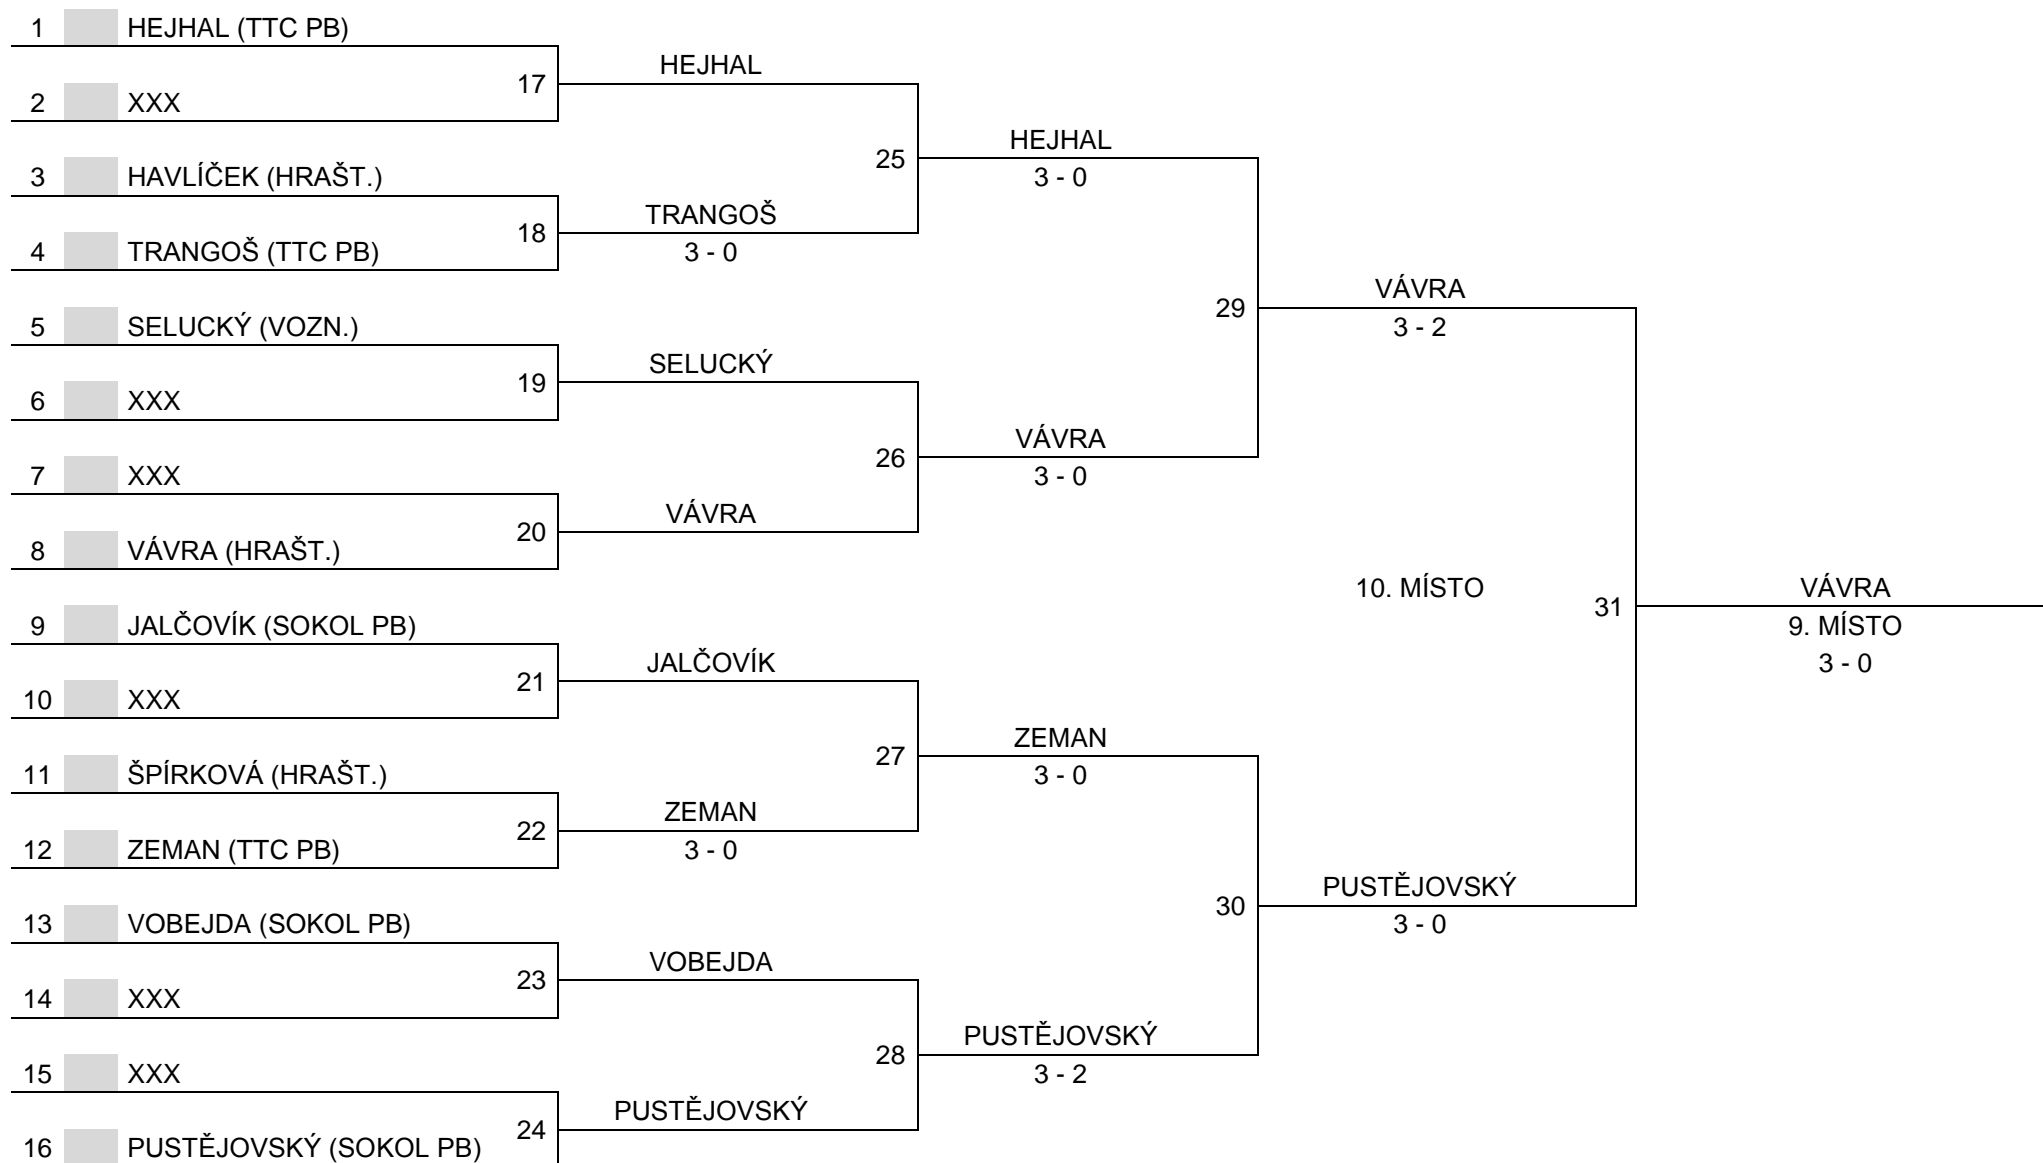 1 HEJHAL (TTC PB)
HEJHAL
17
2 XXX
HEJHAL
25
3 - 0
3 HAVLÍČEK (HRAŠT.)
TRANGOŠ
18
3 - 0
4 TRANGOŠ (TTC PB)
VÁVRA
29
3 - 2
5 SELUCKÝ (VOZN.)
SELUCKÝ
19
6 XXX
VÁVRA
26
3 - 0
7 XXX
VÁVRA
20
8 VÁVRA (HRAŠT.)
10. MÍSTO
31
VÁVRA
9. MÍSTO
3 - 0
9 JALČOVÍK (SOKOL PB)
JALČOVÍK
21
10 XXX
ZEMAN
27
3 - 0
11 ŠPÍRKOVÁ (HRAŠT.)
ZEMAN
22
3 - 0
12 ZEMAN (TTC PB)
PUSTĚJOVSKÝ
30
3 - 0
13 VOBEJDA (SOKOL PB)
VOBEJDA
23
14 XXX
PUSTĚJOVSKÝ
28
3 - 2
15 XXX
PUSTĚJOVSKÝ
24
16 PUSTĚJOVSKÝ (SOKOL PB)